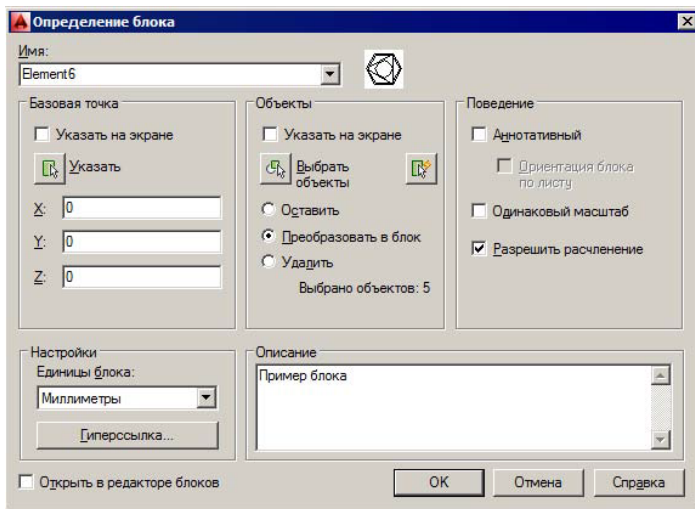 Определение блока
Имя:
Element6
Базовая точка
Указать на экране
Указать
X: 0
Y: 0
Z: 0
Объекты
Указать на экране
Выбрать
объекты
Оставить
Преобразовать в блок
Удалить
Выбрано объектов: 5
Поведение
Аннотативный
Ориентация блока
по листу
Одинаковый масштаб
Разрешить расчленение
Настройки
Единицы блока:
Миллиметры
Гиперссылка...
Описание
Пример блока
Открыть в редакторе блоков
OK
Отмена
Справка